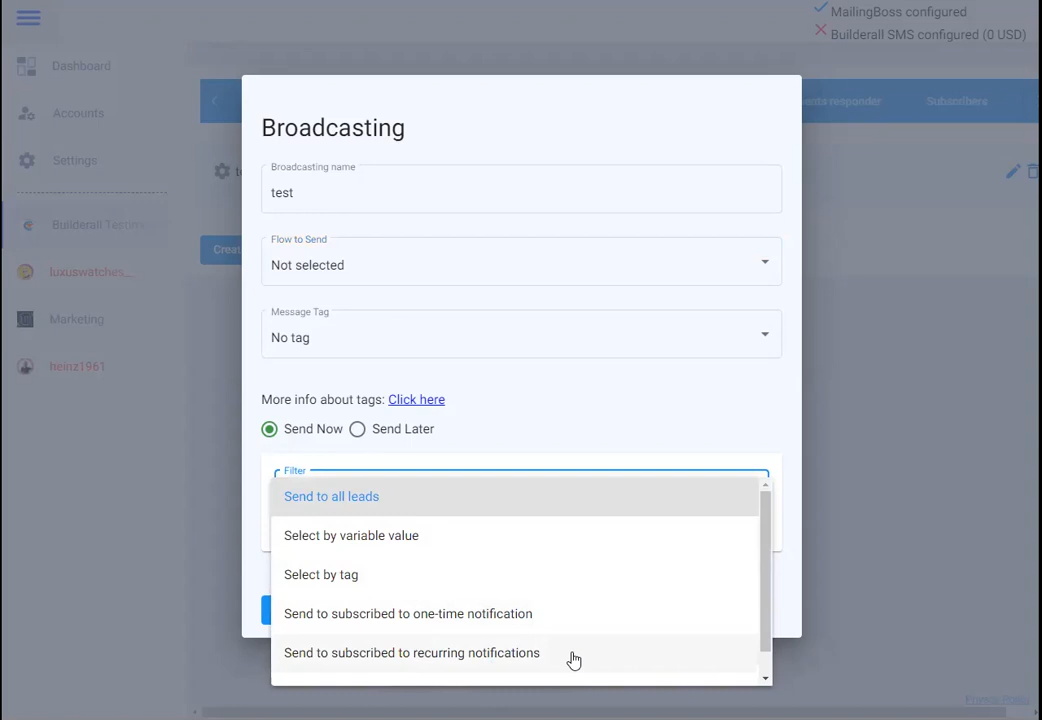 MailingBoss configured
Builderall SMS configured (0 USD)
Dashboard
Accounts
responder
Subscribers
Broadcasting
Broadcasting name
test
Settings
Builderall
Flow to Send
Not selected
luxuswatches_
Message Tag
No tag
Marketing
heinz1961
More info about tags: Click here
Send Now
Send Later
Filter
Send to all leads
Select by variable value
Select by tag
Send to subscribed to one-time notification
Send to subscribed to recurring notifications